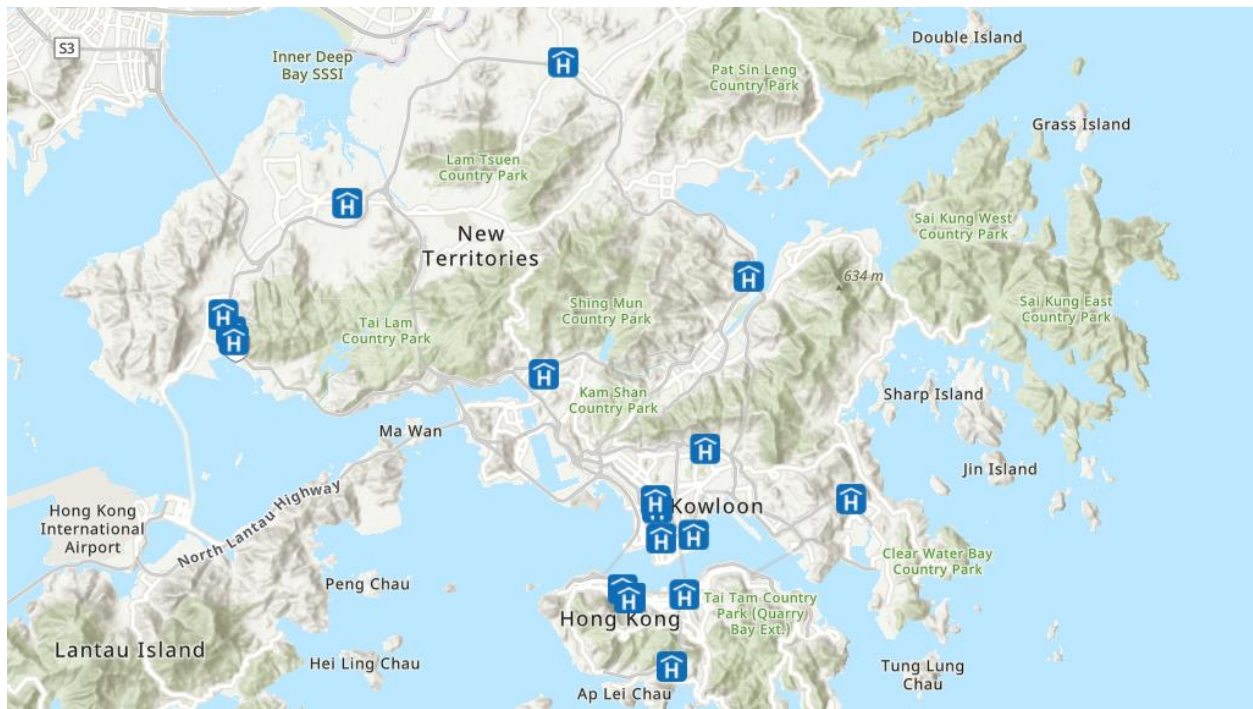 Double Island
S3
Inner Deep
Bay SSSI
H
Pat Sin Leng
Country Park
Grass Island
Lam Tsuen
Country Park
H
New
Territories
Sai Kung West
Country Park
H
634 m
Shing Mun
Country Park
Sai Kung East
Country Park
H
Tai Lam
Country Park
H
H
Kam Shan
Country Park
Sharp Island
Ma Wan
H
Jin Island
Hong Kong
International
Airport
North Lantau Highway
H
Kowloon
H
H
H
Clear Water Bay
Country Park
Peng Chau
H
H
Tai Tam Country
Park (Quarry
Bay Ext.)
Hong Kong
Lantau Island
Hei Ling Chau
H
Tung Lung
Chau
Ap Lei Chau